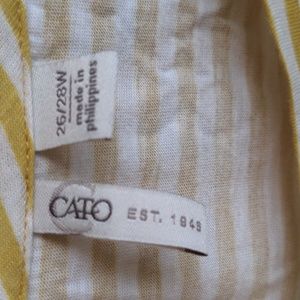 26/28W
made in
philippines
CATO EST. 1946